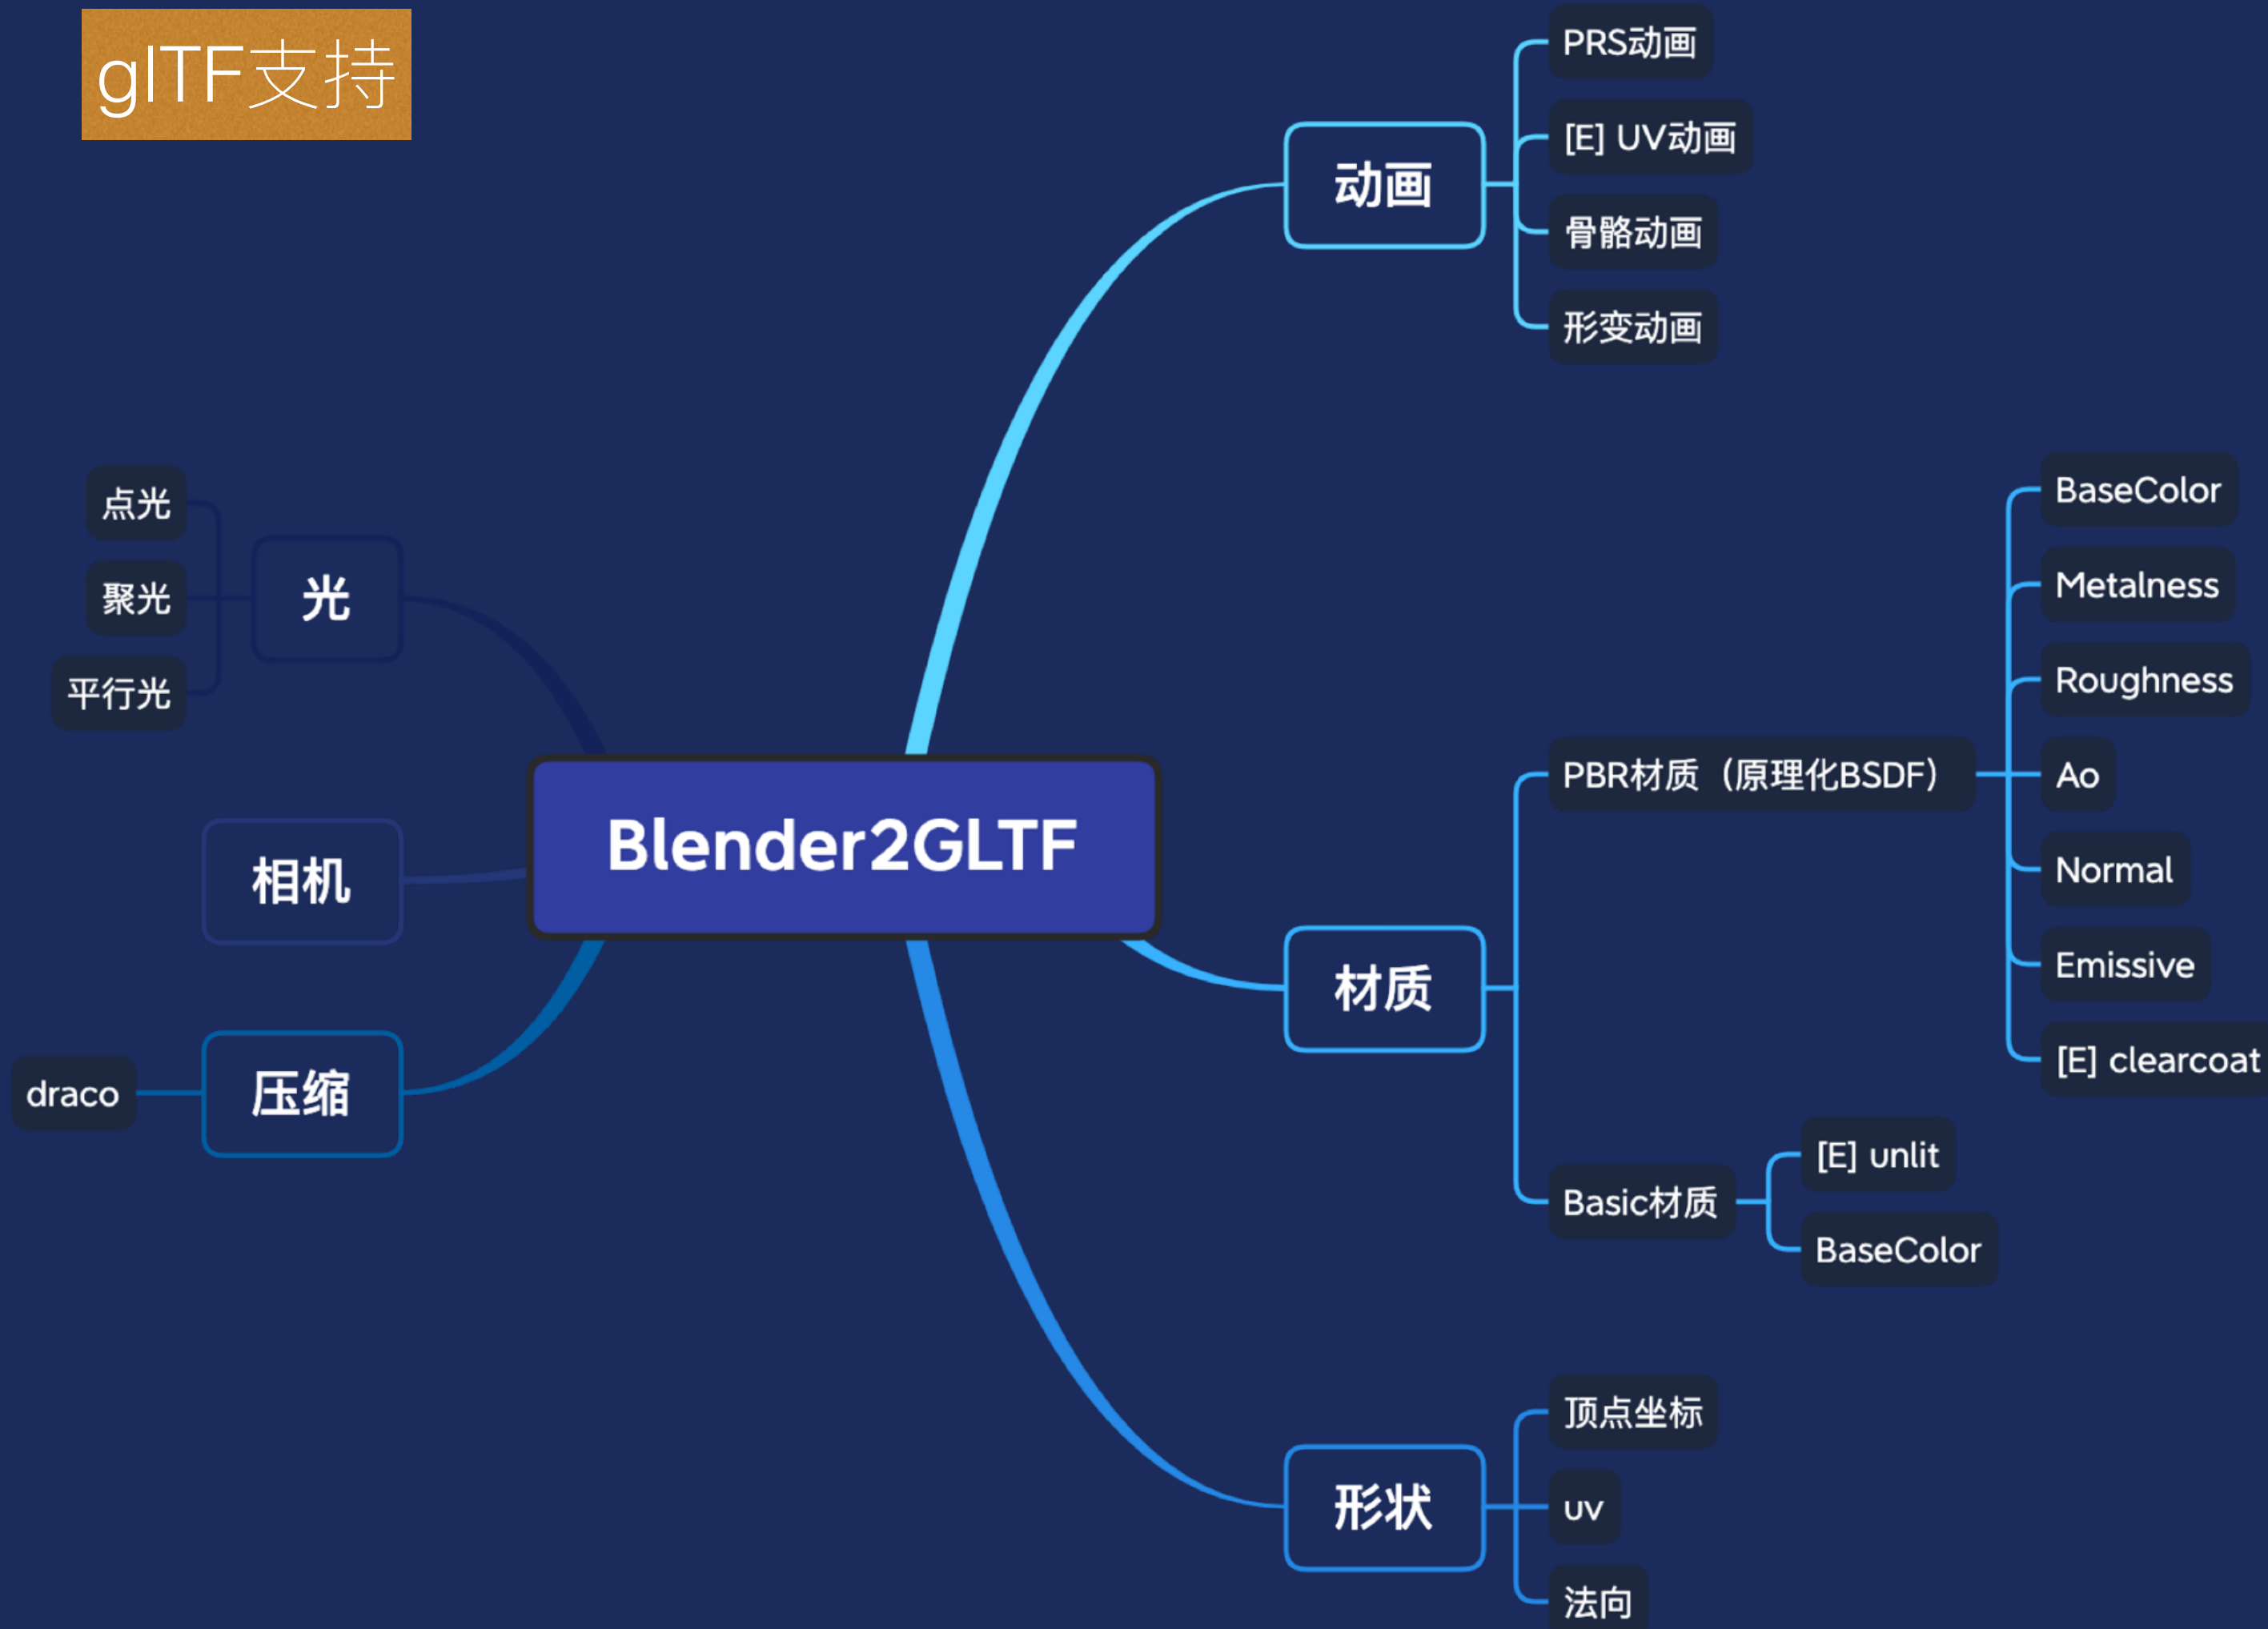 glTF支持
Blender2GLTF
动画
PRS动画
[E] UV动画
骨骼动画
形变动画
材质
PBR材质（原理化BSDF）
BaseColor
Metalness
Roughness
Ao
Normal
Emissive
[E] clearcoat
Basic材质
[E] unlit
BaseColor
形状
顶点坐标
uv
法向
光
点光
聚光
平行光
相机
压缩
draco